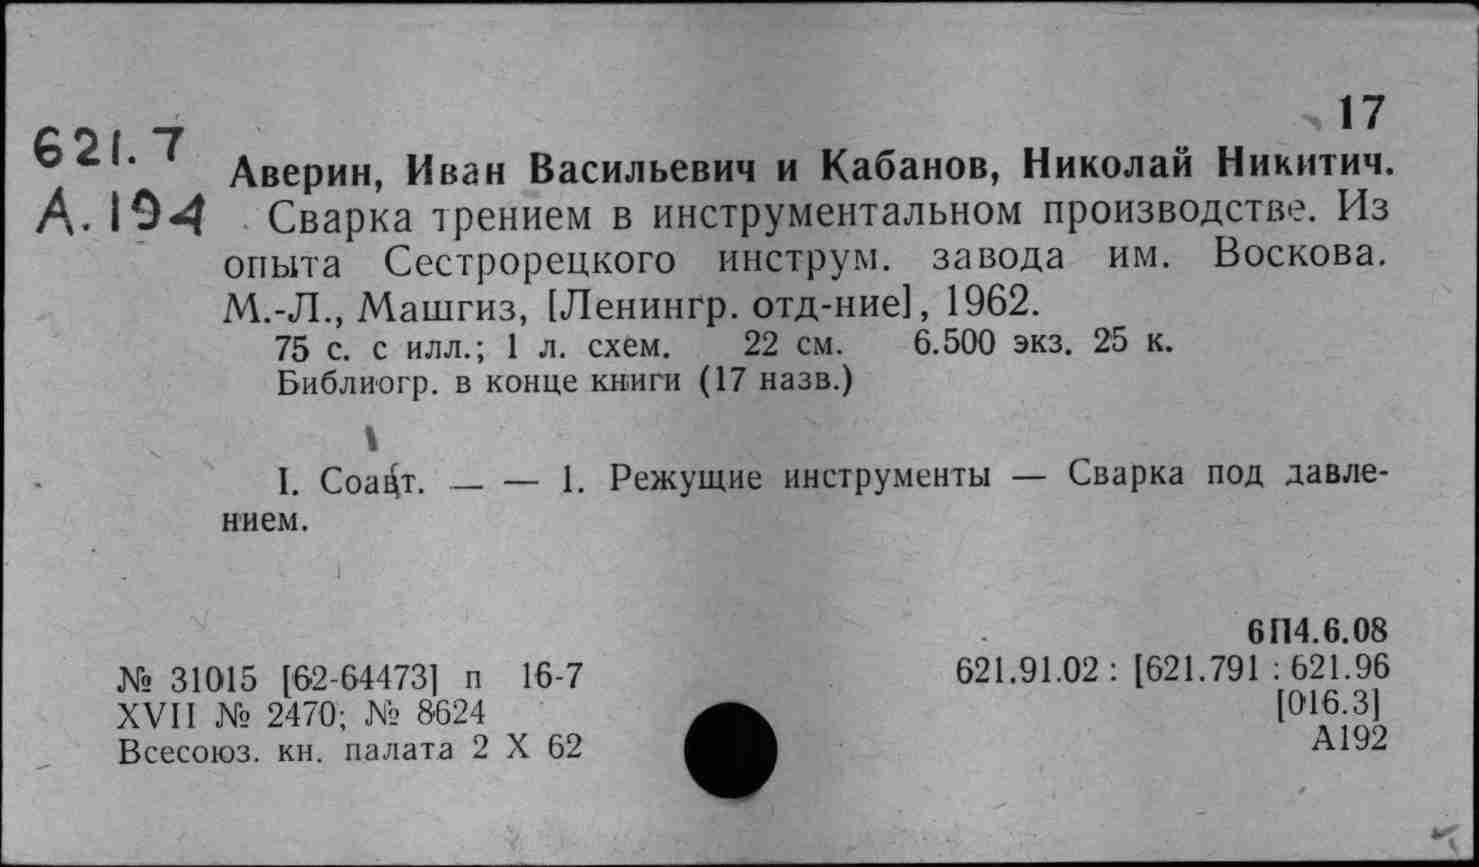 17
621.7
Аверин, Иван Васильевич и Кабанов, Николай Никитич.
А.194 Сварка трением в инструментальном производстве. Из
опыта Сестрорецкого инструм. завода им. Воскова.
М.-Л., Машгиз, [Ленингр. отд-ние], 1962.
75 с. с илл.; 1 л. схем. 22 см. 6.500 экз. 25 к.
Библиогр. в конце книги (17 назв.)
I. Соавт. — — 1. Режущие инструменты — Сварка под давле-
нием.
6П4.6.08
№ 31015 [62-64473] п 16-7 621.91.02 : [621.791 : 621.96
XVII № 2470; № 8624 [016.3]
Всесоюз. кн. палата 2 X 62 А192